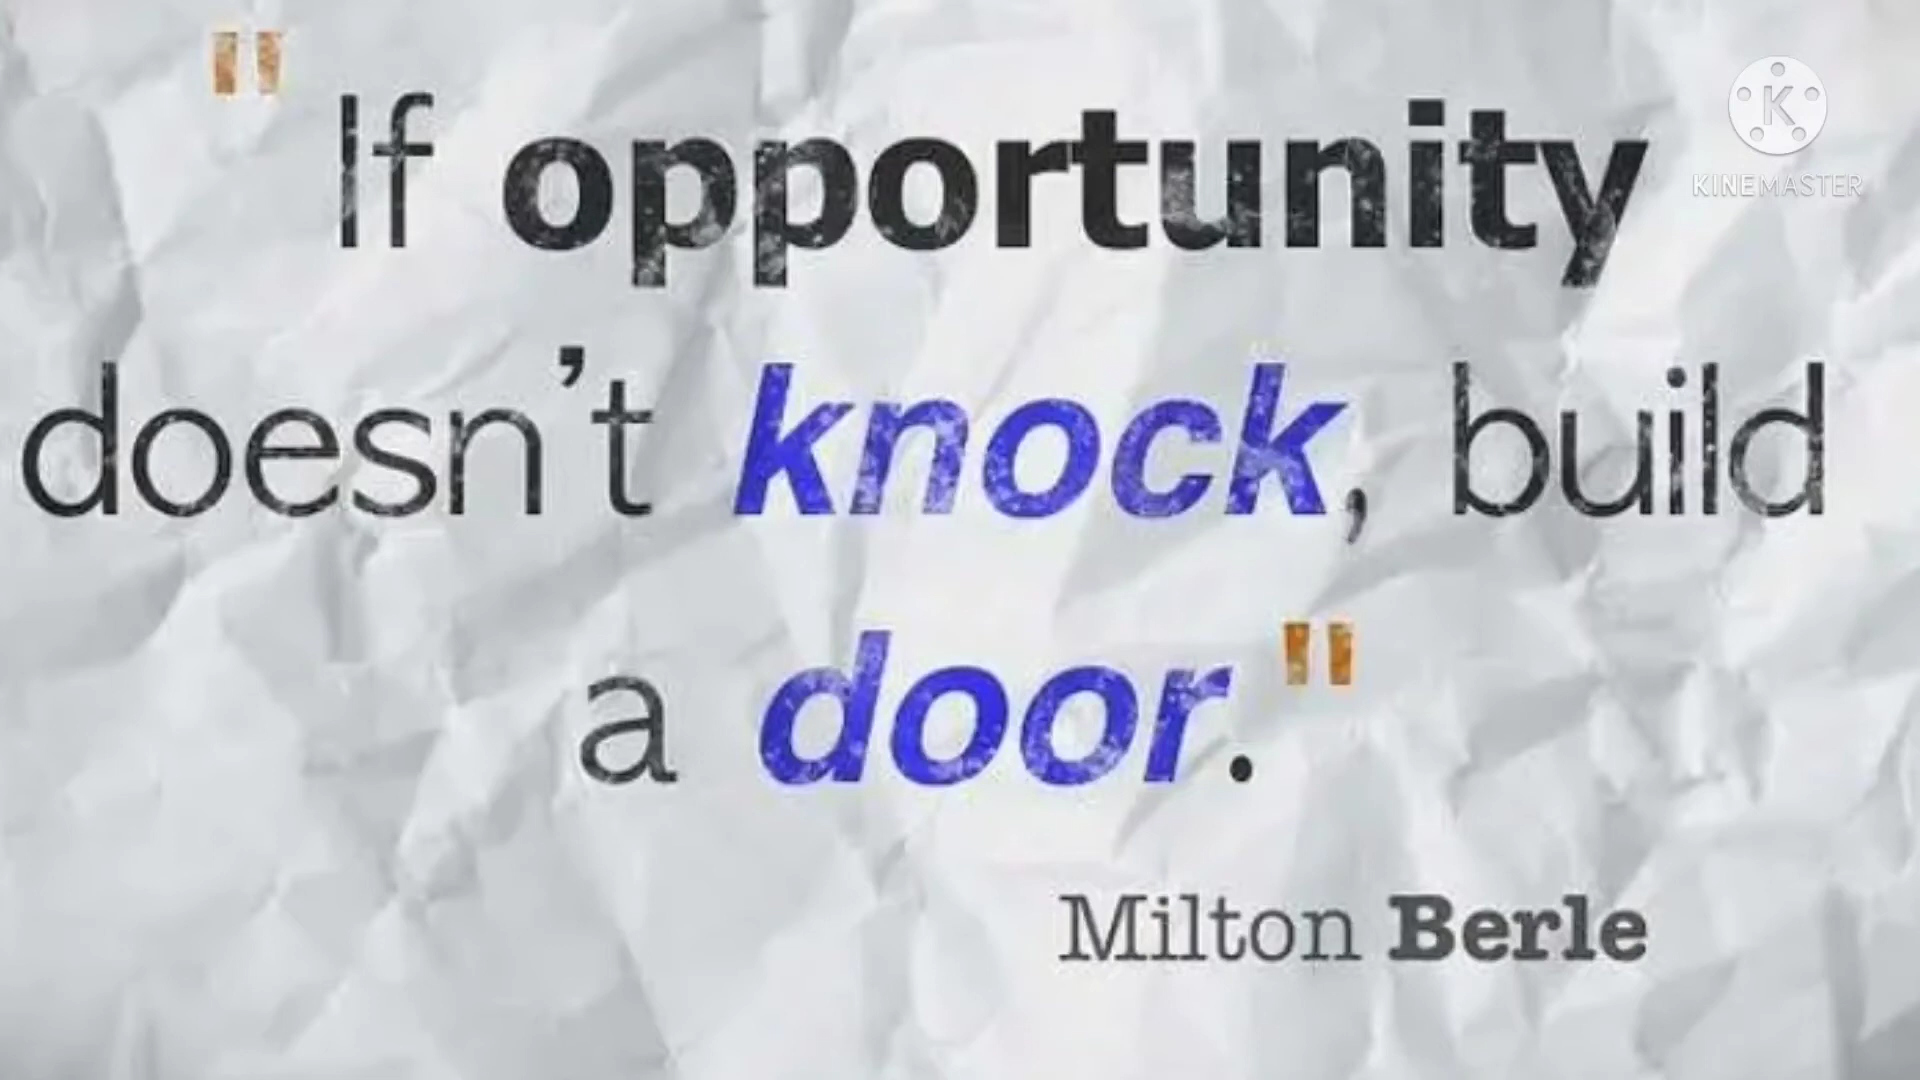 "If opportunity
doesn't knock, build
a door."
Milton Berle
K
KINEMASTER